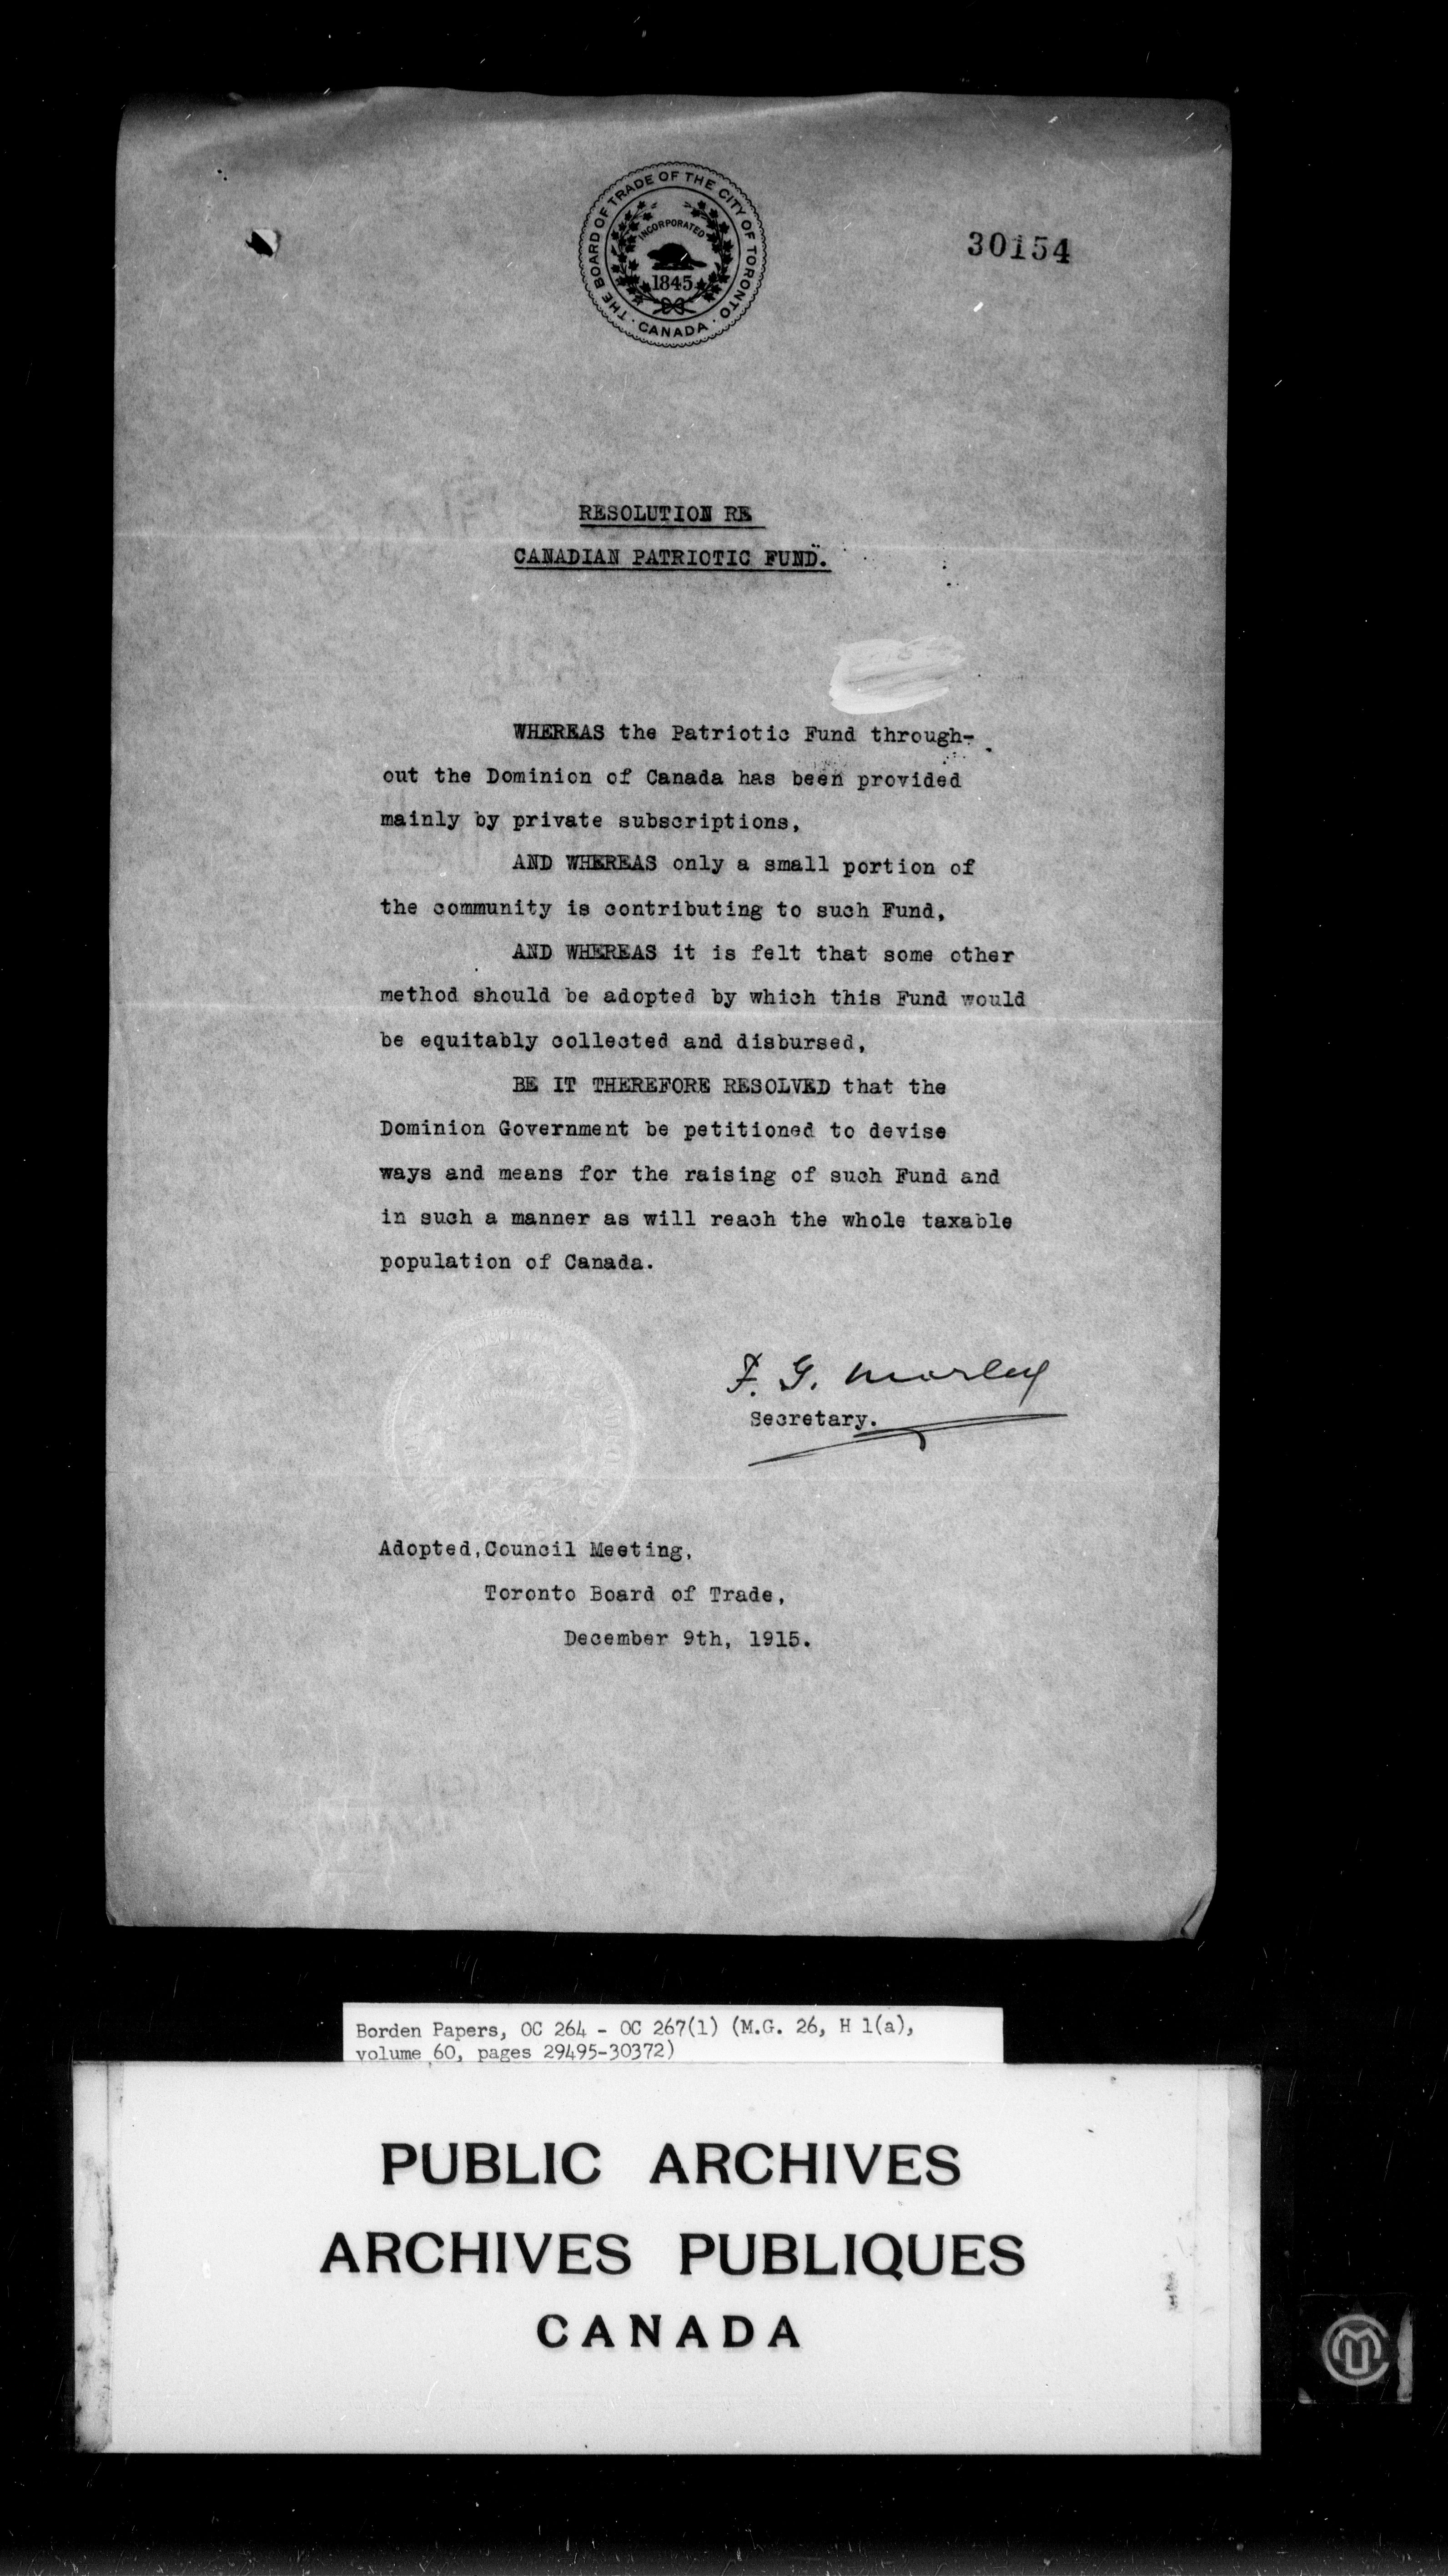 THE BOARD OF TRADE OF THE CITY OF TORONTO
· CANADA ·
INCORPORATED
1845
30154
RESOLUTION RE
CANADIAN PATRIOTIC FUND.
WHEREAS the Patriotic Fund through-
out the Dominion of Canada has been provided
mainly by private subscriptions,
AND WHEREAS only a small portion of
the community is contributing to such Fund,
AND WHEREAS it is felt that some other
method should be adopted by which this Fund would
be equitably collected and disbursed,
BE IT THEREFORE RESOLVED that the
Dominion Government be petitioned to devise
ways and means for the raising of such Fund and
in such a manner as will reach the whole taxable
population of Canada.
F. G. Morley
Secretary.
Adopted, Council Meeting,
Toronto Board of Trade,
December 9th, 1915.
Borden Papers, OC 264 - OC 267(1) (M.G. 26, H 1(a),
volume 60, pages 29495-30372)
PUBLIC ARCHIVES
ARCHIVES PUBLIQUES
CANADA